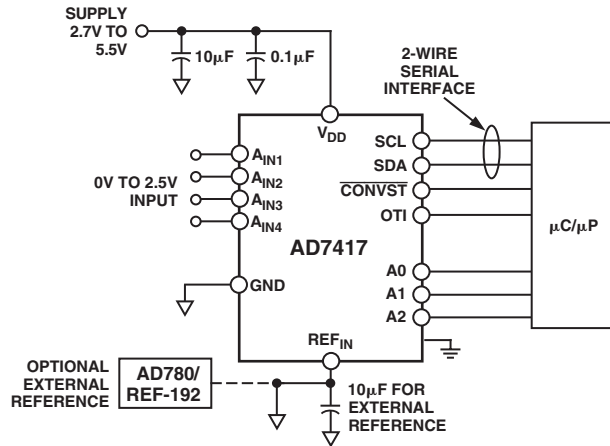 SUPPLY
2.7V TO
5.5V
10μF
0.1μF
2-WIRE
SERIAL
INTERFACE
VDD
AIN1
AIN2
AIN3
AIN4
0V TO 2.5V
INPUT
GND
AD7417
SCL
SDA
CONVST
OTI
A0
A1
A2
μC/μP
REFIN
OPTIONAL
EXTERNAL
REFERENCE
AD780/
REF-192
10μF FOR
EXTERNAL
REFERENCE